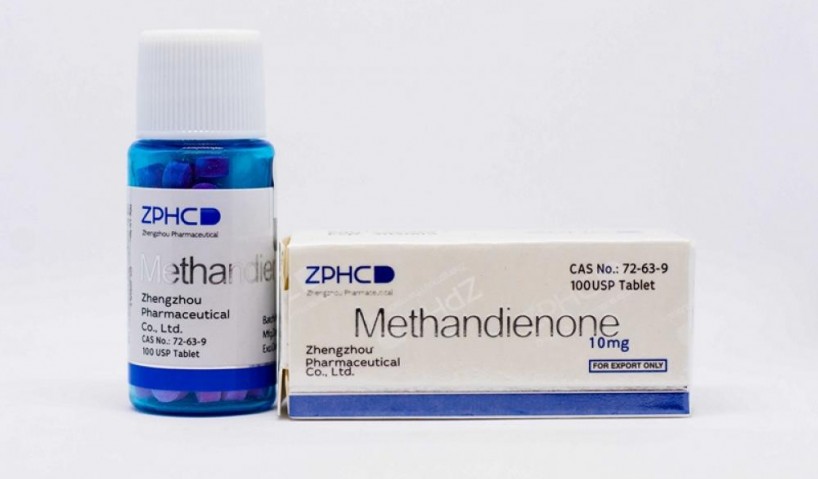 ZPHC
Zhengzhou Pharmaceutical
Methandie
Zhengzhou
Pharmaceutical
Co., Ltd.
CAS No.: 72-63-9
100 USP Tablet
ZPHC
Zhengzhou Pharmaceutical
CAS No.: 72-63-9
100USP Tablet
Methandienone
10mg
Zhengzhou
Pharmaceutical
Co., Ltd.
FOR EXPORT ONLY